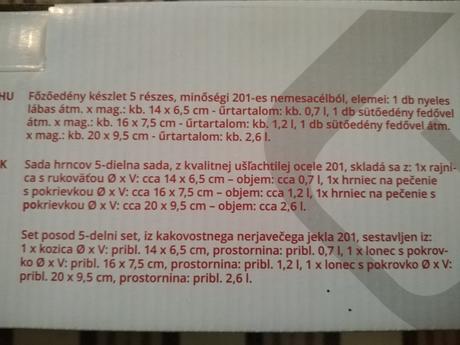 HU Főzőedény készlet 5 részes, minőségi 201-es nemesacélból, elemei: 1 db nyeles
lábas átm. x mag.: kb. 14 x 6,5 cm - űrtartalom: kb. 0,7 l, 1 db sütőedény fedővel
átm. x mag.: kb. 16 x 7,5 cm - űrtartalom: kb. 1,2 l, 1 db sütőedény fedővel átm.
x mag.: kb. 20 x 9,5 cm - űrtartalom: kb. 2,6 l.
K Sada hrncov 5-dielna sada, z kvalitnej ušľachtilej ocele 201, skladá sa z: 1x rajni-
ca s rukoväťou Ø x V: cca 14 x 6,5 cm – objem: cca 0,7 l, 1x hrniec na pečenie
s pokrievkou Ø x V: cca 16 x 7,5 cm – objem: cca 1,2 l, 1x hrniec na pečenie s
pokrievkou Ø x V: cca 20 x 9,5 cm – objem: cca 2,6 l.
Set posod 5-delni set, iz kakovostnega nerjavečega jekla 201, sestavljen iz:
1 x kozica Ø x V: pribl. 14 x 6,5 cm, prostornina: pribl. 0,7 l, 1 x lonec s pokrov-
ko Ø x V: pribl. 16 x 7,5 cm, prostornina: pribl. 1,2 l, 1 x lonec s pokrovko Ø x V:
pribl. 20 x 9,5 cm, prostornina: pribl. 2,6 l.